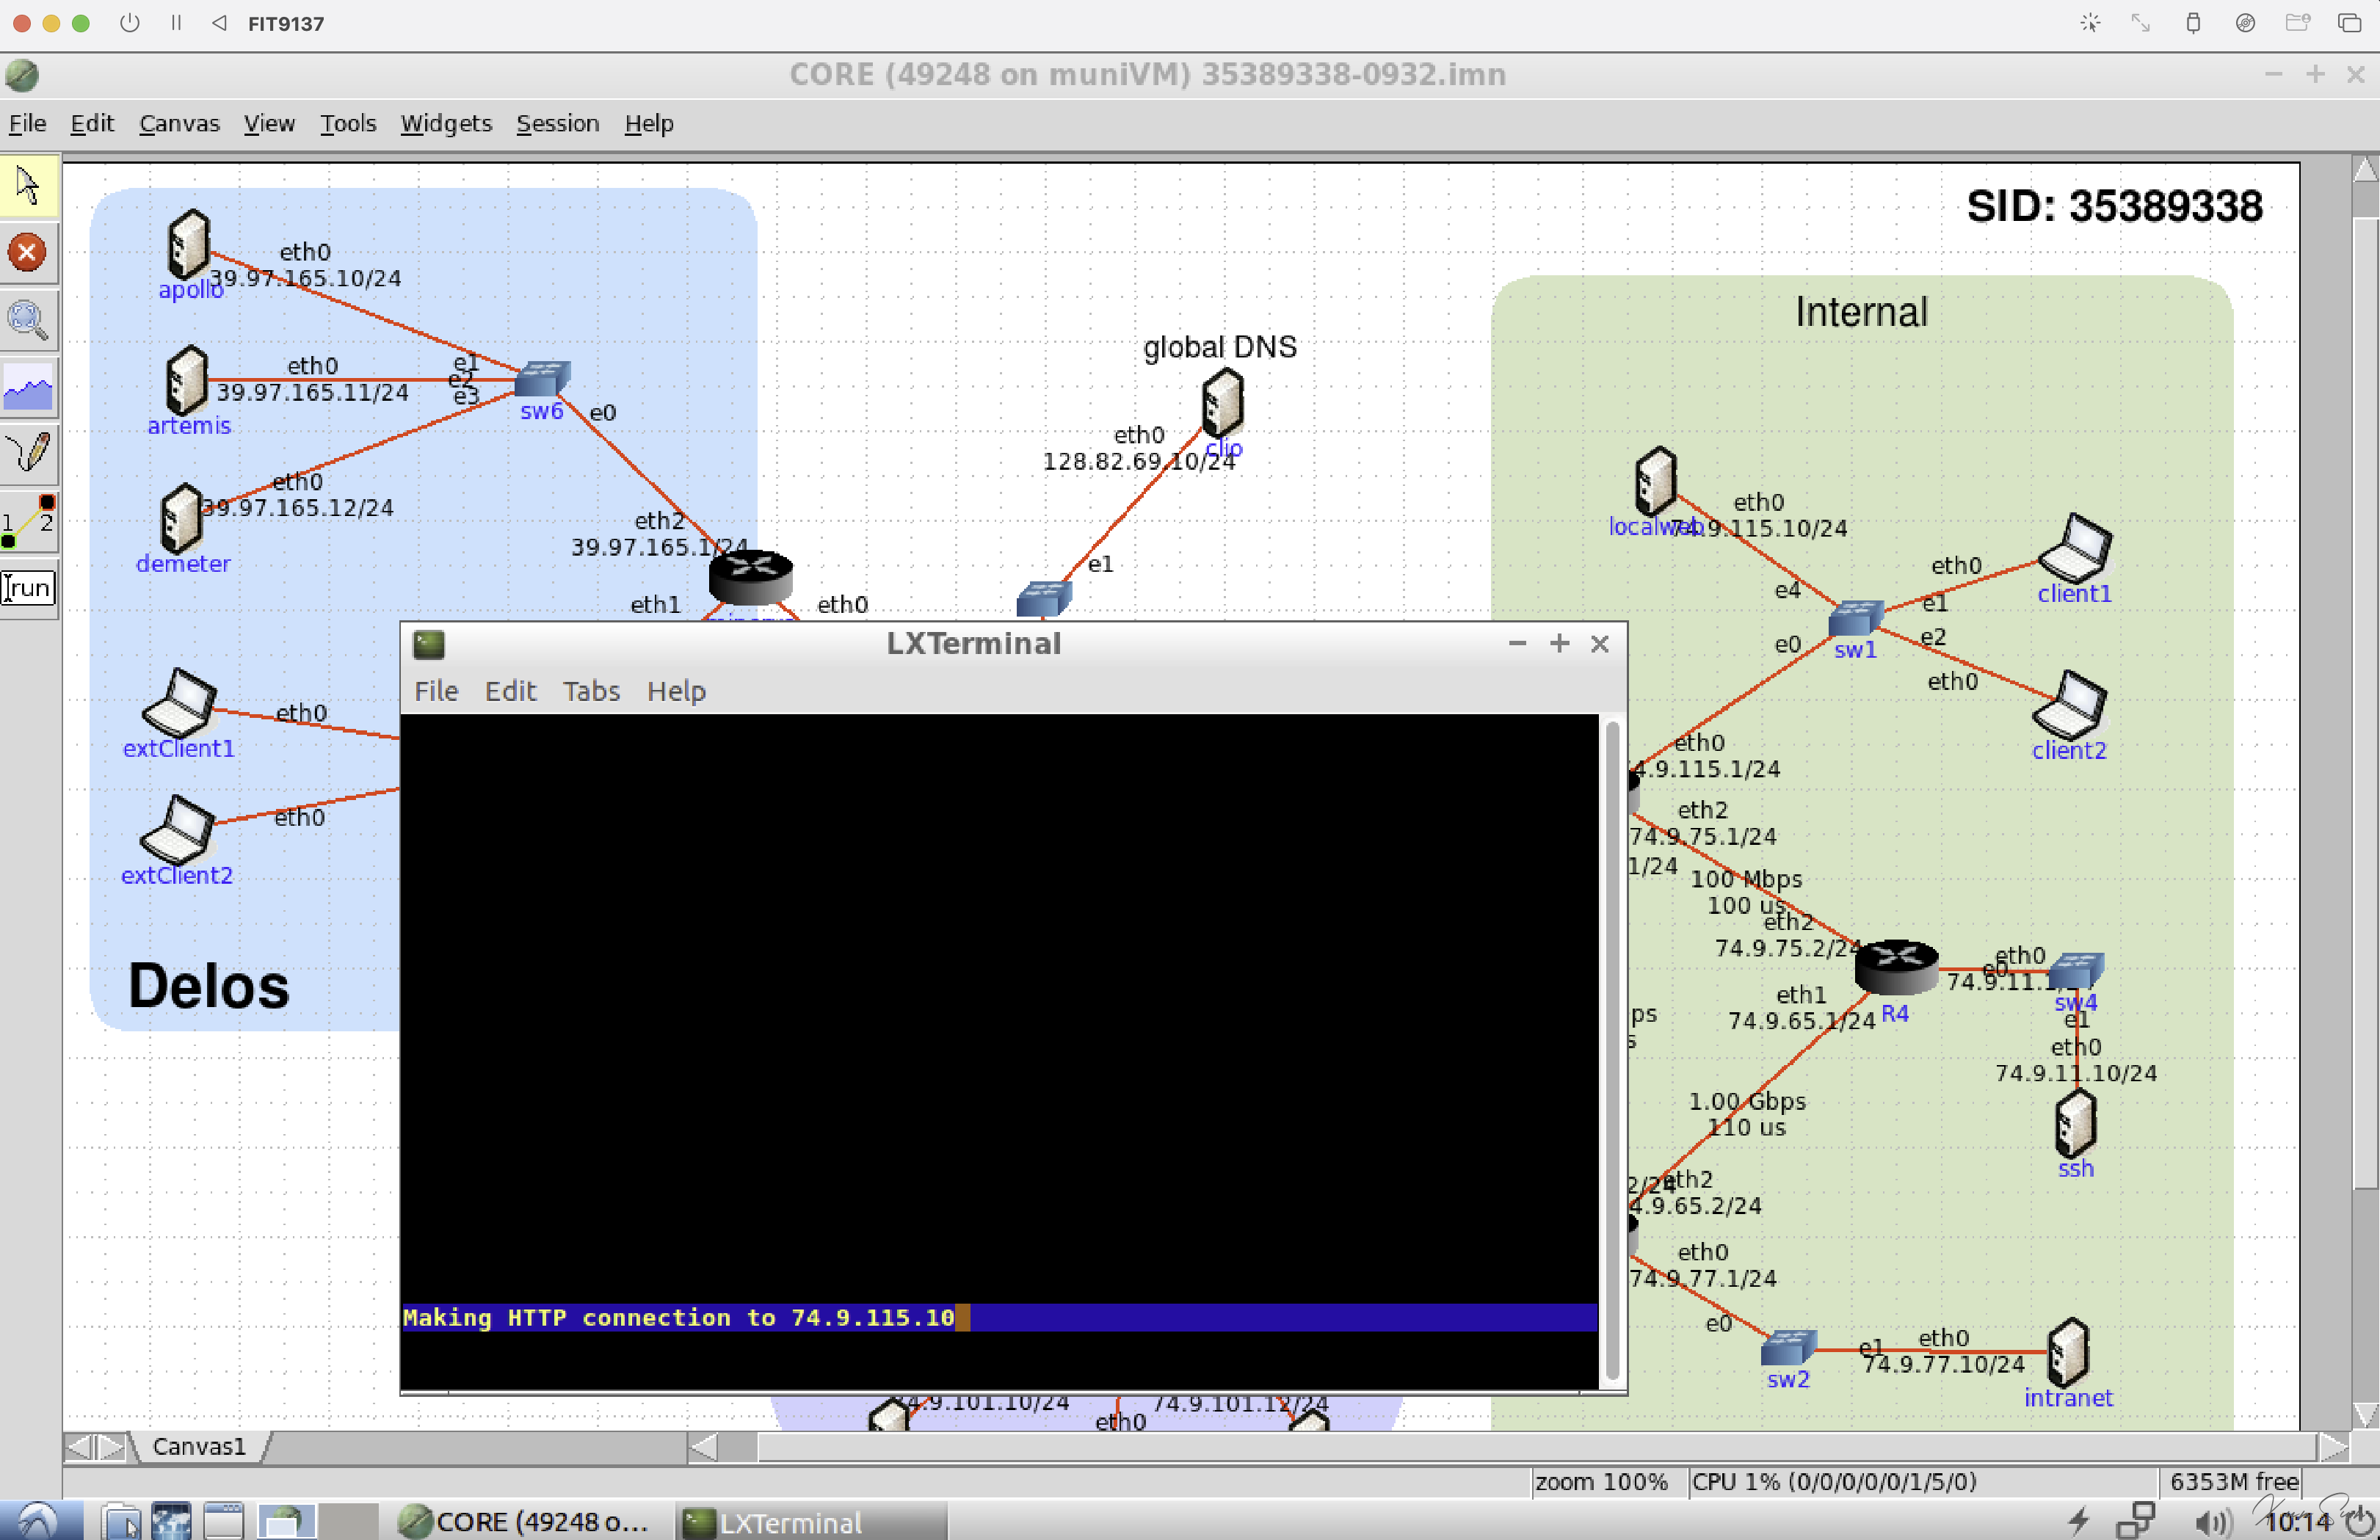 FIT9137
CORE (49248 on muniVM) 35389338-0932.imn
File Edit Canvas View Tools Widgets Session Help
SID: 35389338
eth0
39.97.165.10/24
apollo
e1
eth0
e2
39.97.165.11/24
e3
artemis
sw6
e0
eth0
39.97.165.12/24
demeter
eth2
39.97.165.1/24
eth1
eth0
global DNS
eth0
clio
128.82.69.10/24
e1
Internal
eth0
localweb
74.9.115.10/24
eth0
client1
e4
e1
e0
e2
sw1
eth0
client2
run
1 2
eth0
extClient1
eth0
extClient2
Delos
LXTerminal
File Edit Tabs Help
Making HTTP connection to 74.9.115.10
eth0
4.9.115.1/24
eth2
74.9.75.1/24
1/24
100 Mbps
100 us
eth2
74.9.75.2/24
eth0
e0
74.9.11.1/24
sw4
eth1
74.9.65.1/24
R4
e1
ps
s
eth0
74.9.11.10/24
1.00 Gbps
110 us
ssh
2/24
eth2
4.9.65.2/24
eth0
74.9.77.1/24
e0
e1
eth0
74.9.77.10/24
sw2
intranet
74.9.101.10/24
74.9.101.12/24
eth0
Canvas1
zoom 100%
CPU 1% (0/0/0/0/0/1/5/0)
6353M free
CORE (49248 o...
LXTerminal
10:14